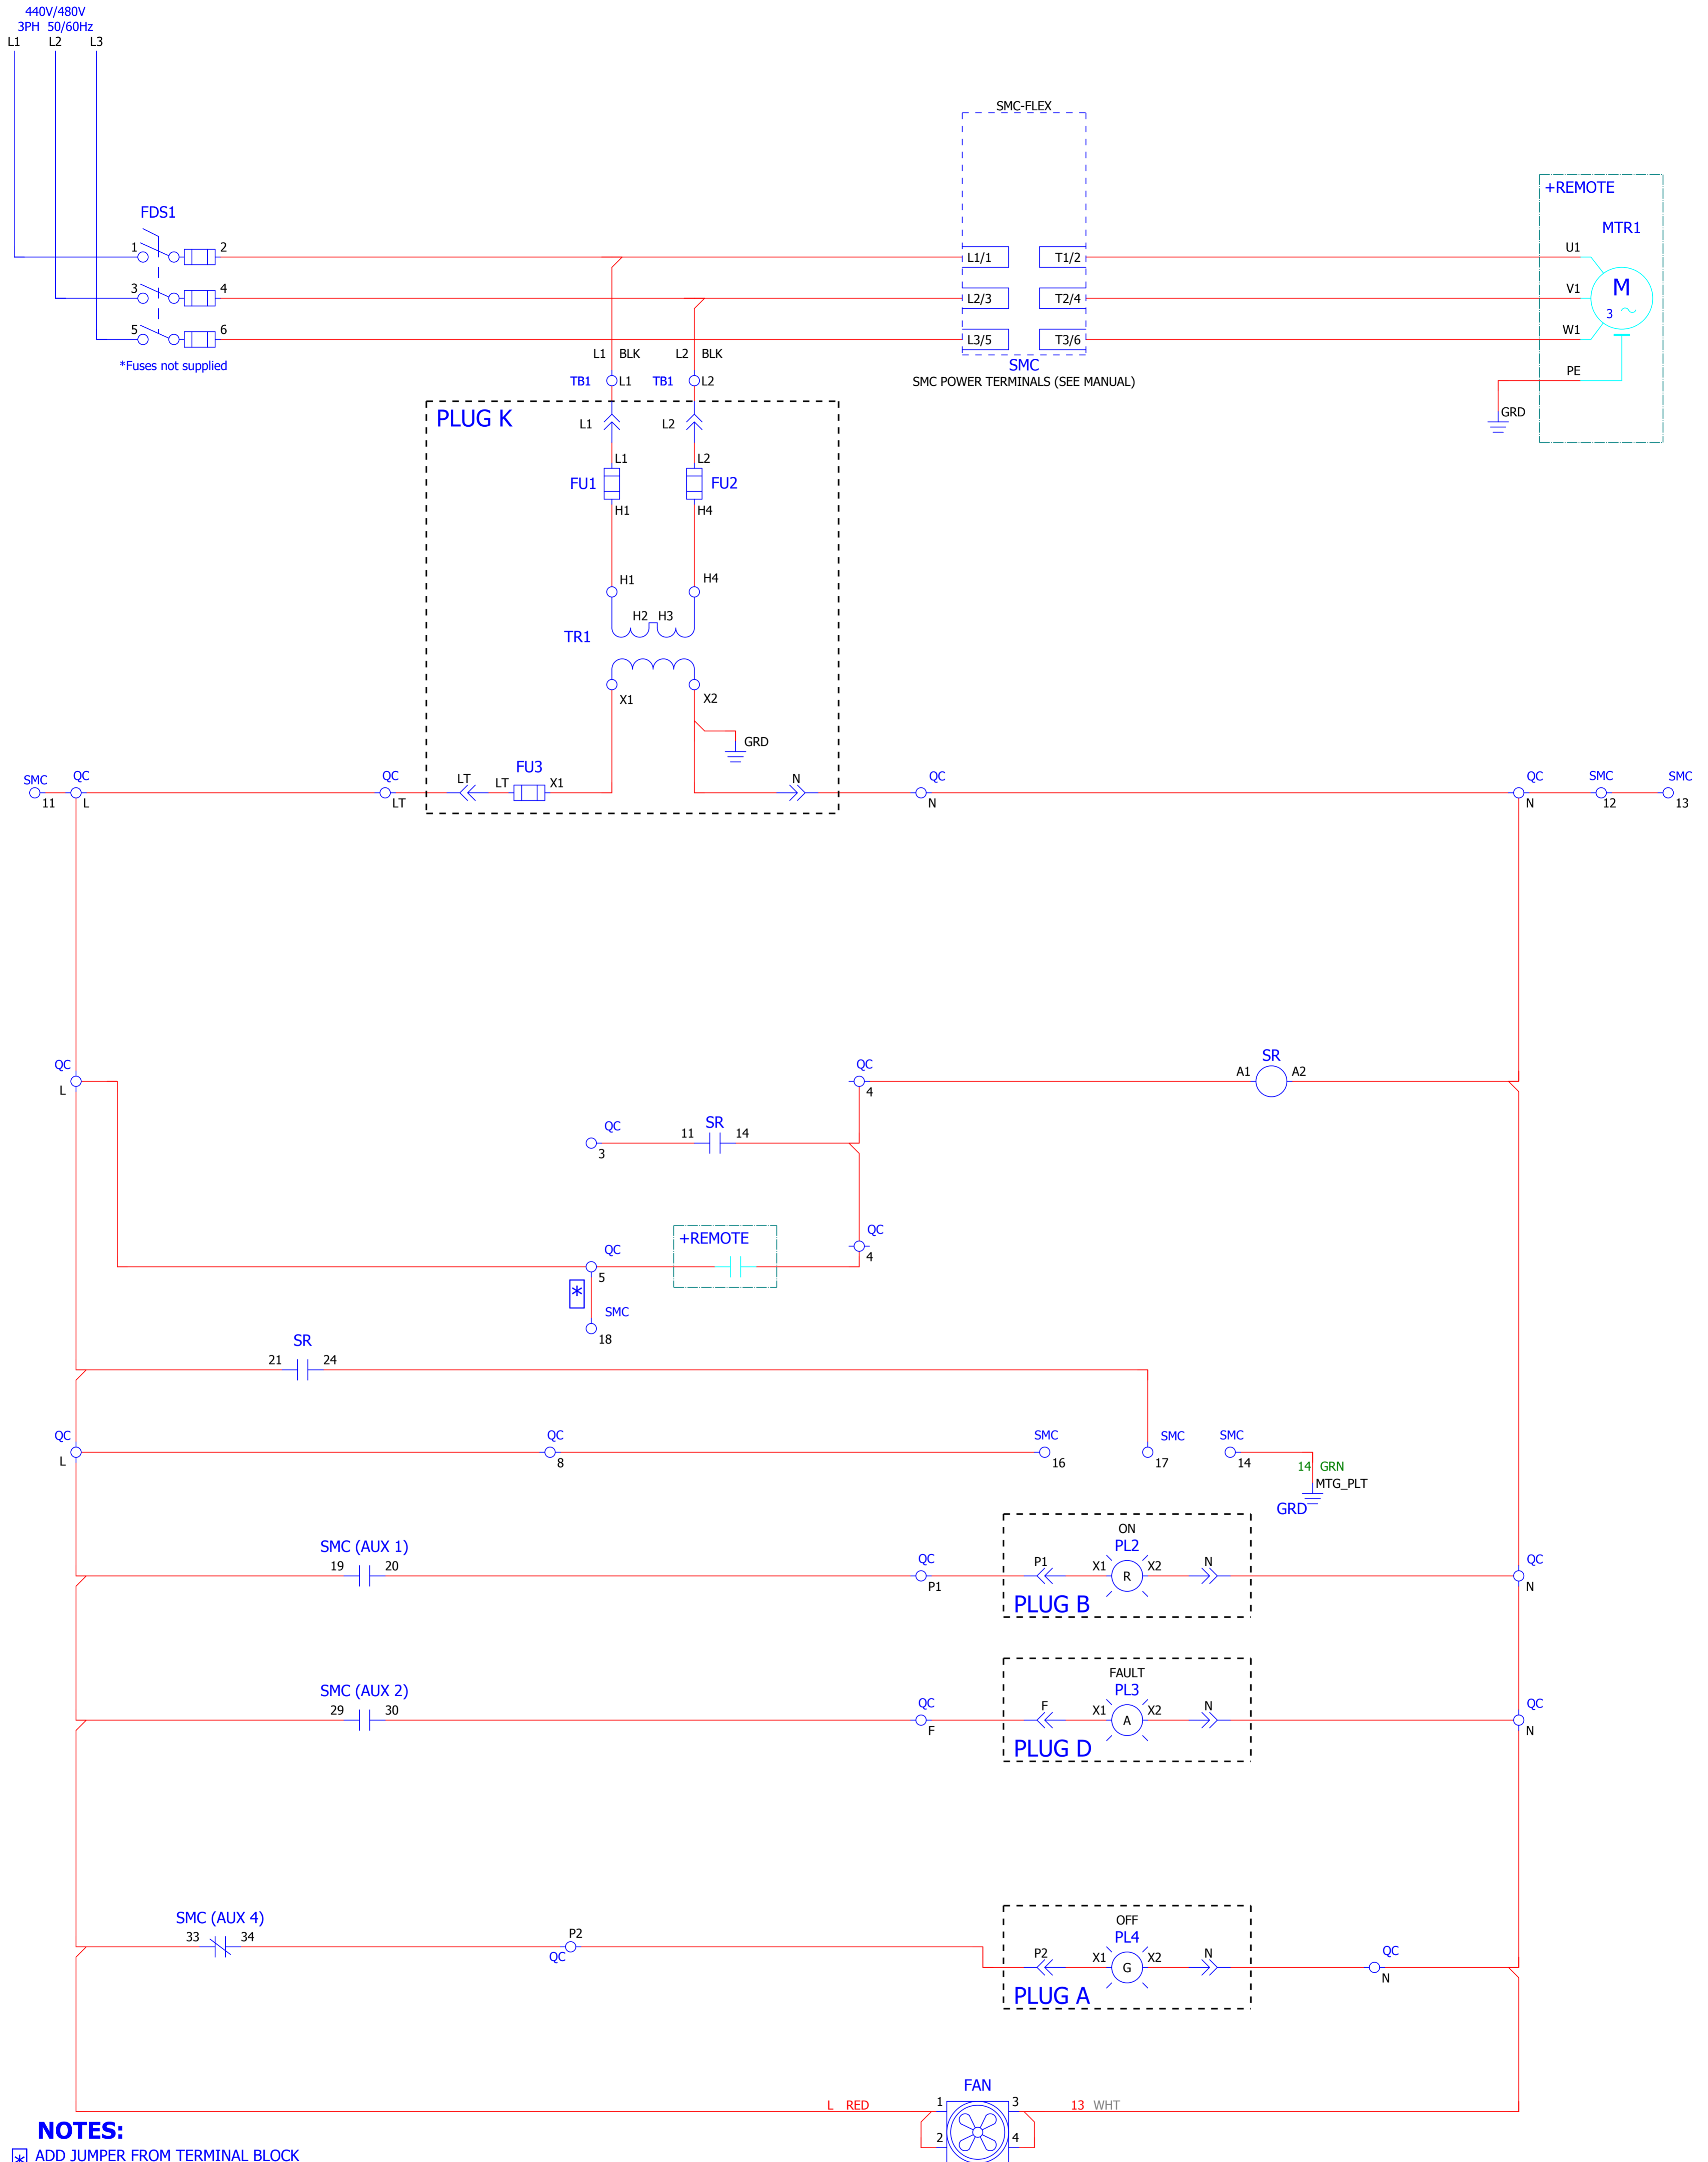 440V/480V
3PH 50/60Hz
L1 L2 L3
SMC-FLEX
+REMOTE
FDS1
MTR1
1 2
L1/1 T1/2
U1
M
3 4
L2/3 T2/4
V1
3
5 6
L3/5 T3/6
W1
*Fuses not supplied
L1 BLK L2 BLK
SMC
SMC POWER TERMINALS (SEE MANUAL)
PE
TB1 L1 TB1 L2
GRD
PLUG K
L1 L2
L1 L2
FU1 FU2
H1 H4
H1 H4
H2 H3
TR1
X1 X2
GRD
FU3
SMC QC QC LT LT X1 N QC QC SMC SMC
11 L LT N N 12 13
QC QC SR
L 4 A1 A2
QC 11 SR 14
3
+REMOTE QC
4
QC
5
*
SMC
18
SR
21 24
QC QC SMC SMC SMC
L 8 16 17 14
14 GRN
MTG_PLT
GRD
ON
SMC (AUX 1) PL2
19 20 QC P1 X1 R X2 N QC
P1 N
PLUG B
FAULT
SMC (AUX 2) PL3
29 30 QC F X1 A X2 N QC
F N
PLUG D
SMC (AUX 4) OFF
33 34 P2 PL4
QC P2 X1 G X2 N QC
N
PLUG A
FAN
L RED 1 3 13 WHT
2 4
NOTES:
* ADD JUMPER FROM TERMINAL BLOCK